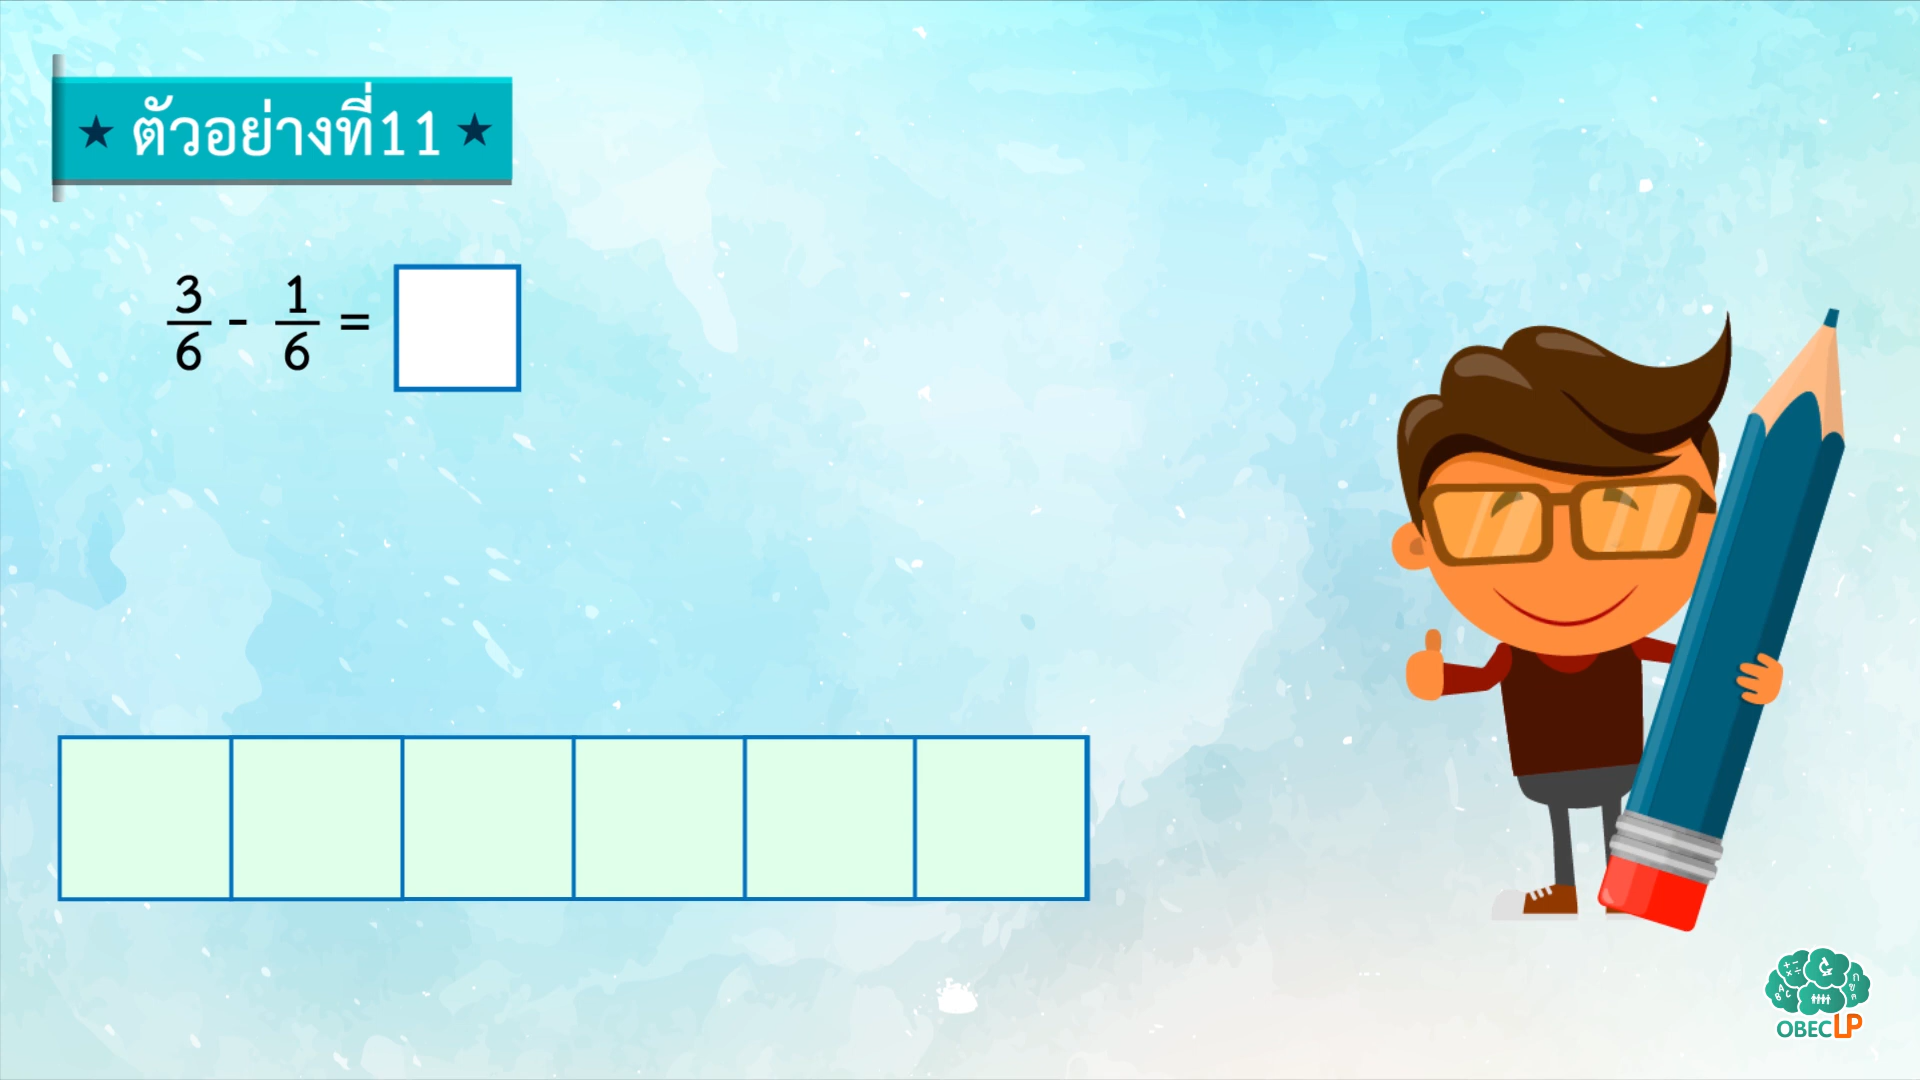 ★ ตัวอย่างที่11 ★
3/6 - 1/6 =
OBECLP